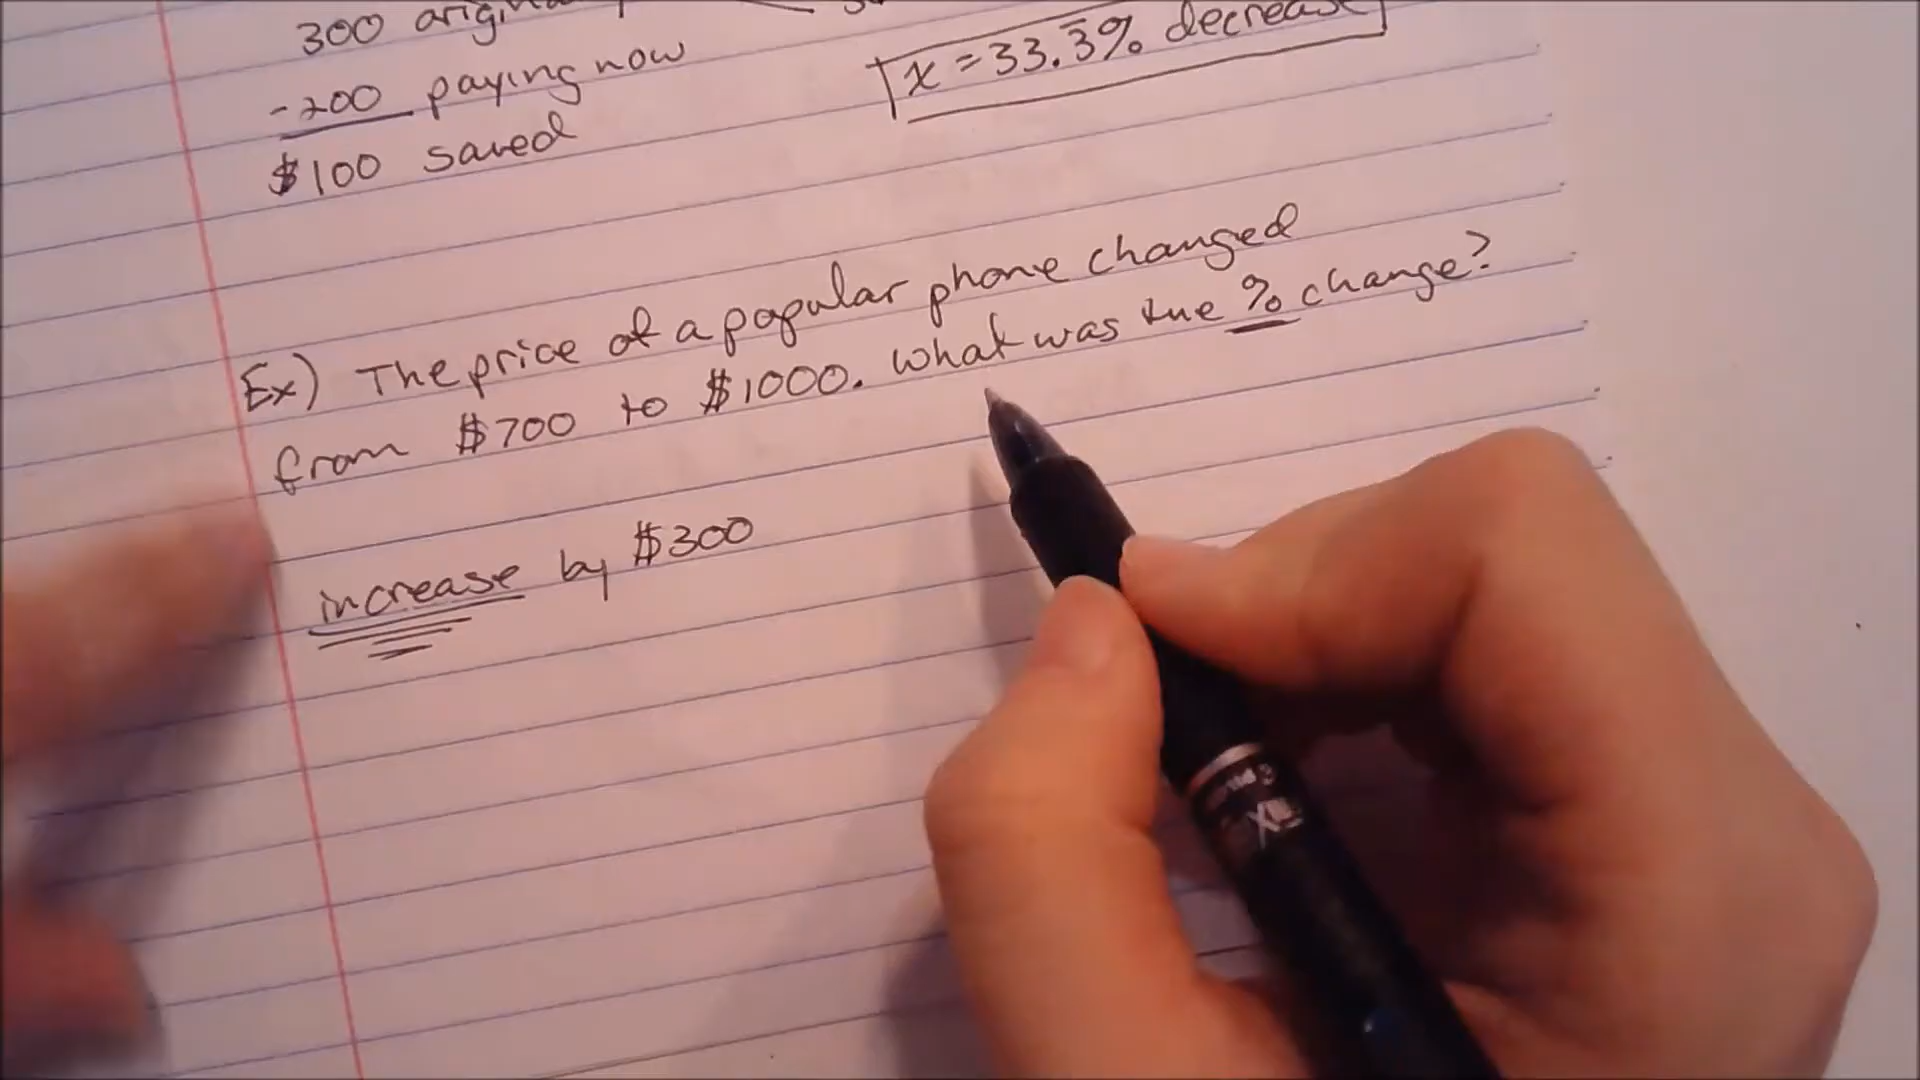 300
x = 33.3̅% decrease
-200 paying now
$100 saved
Ex) The price of a popular phone changed
from $700 to $1000. What was the % change?
increase by $300